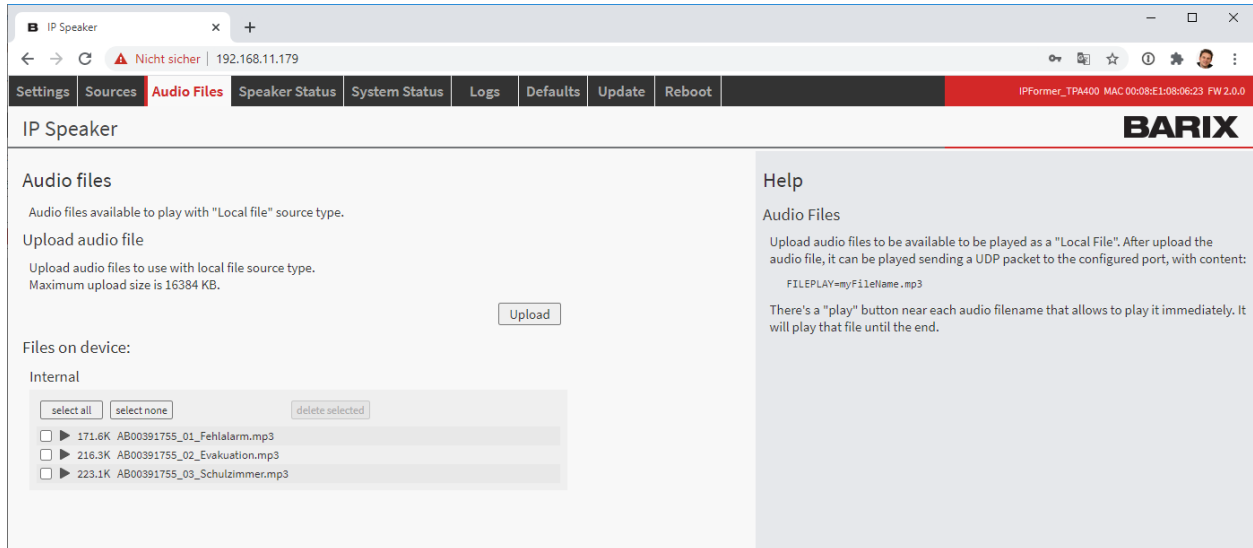 B IP Speaker
Nicht sicher | 192.168.11.179
Settings Sources Audio Files Speaker Status System Status Logs Defaults Update Reboot IPFormer_TPA400 MAC 00:08:E1:08:06:23 FW 2.0.0
IP Speaker
BARIX
Audio files
Audio files available to play with "Local file" source type.
Upload audio file
Upload audio files to use with local file source type.
Maximum upload size is 16384 KB.
Upload
Files on device:
Internal
select all select none delete selected
171.6K AB00391755_01_Fehlalarm.mp3
216.3K AB00391755_02_Evakuation.mp3
223.1K AB00391755_03_Schulzimmer.mp3
Help
Audio Files
Upload audio files to be available to be played as a "Local File". After upload the
audio file, it can be played sending a UDP packet to the configured port, with content:
FILEPLAY=myFileName.mp3
There's a "play" button near each audio filename that allows to play it immediately. It
will play that file until the end.